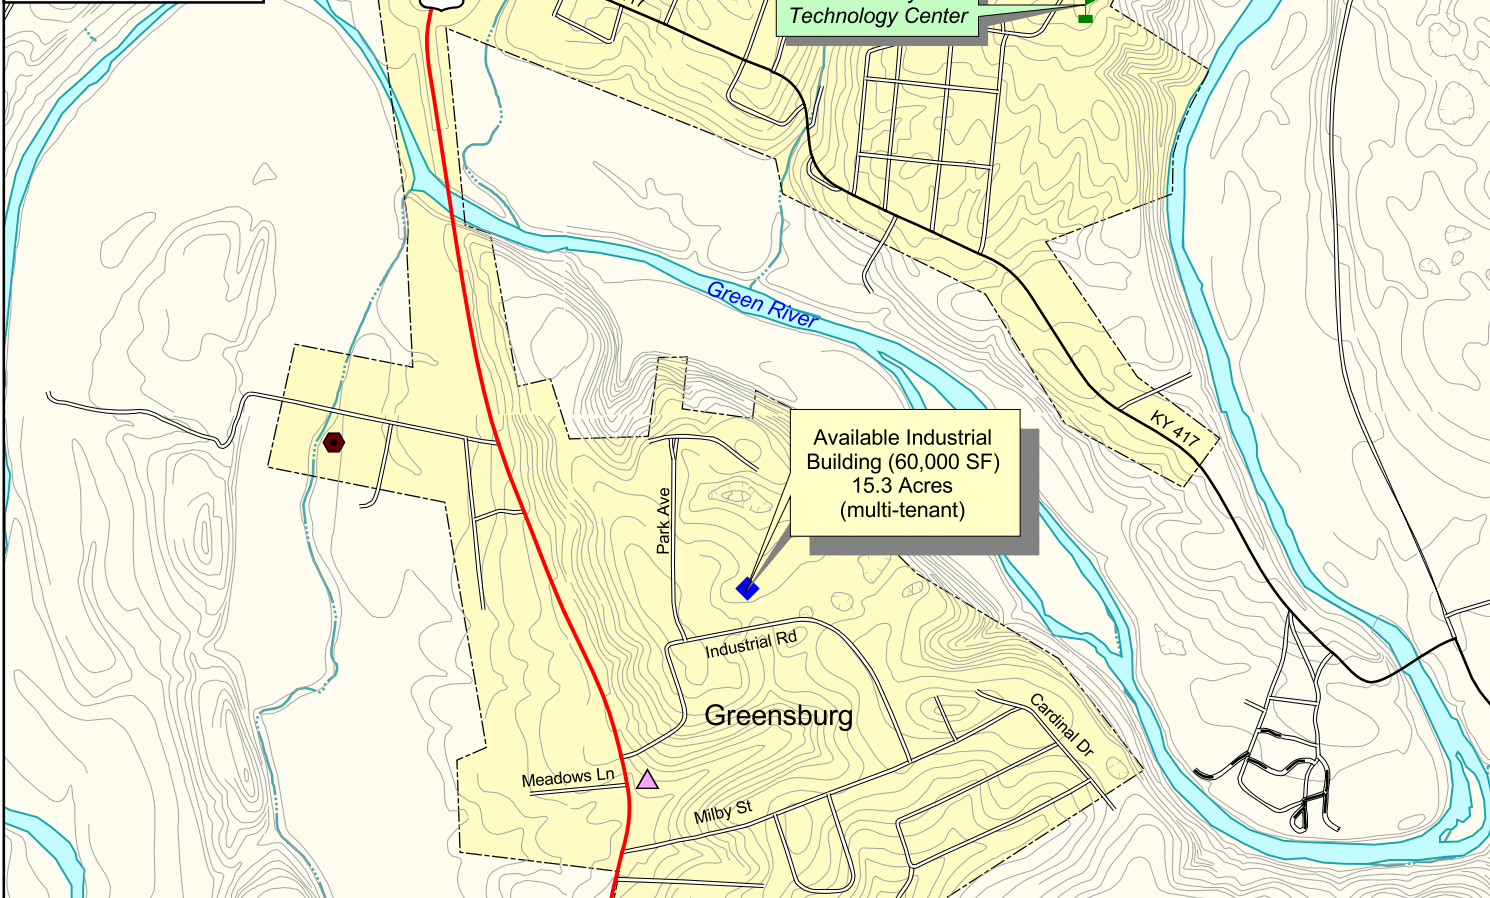 Technology Center
Green River
KY 417
Available Industrial
Building (60,000 SF)
15.3 Acres
(multi-tenant)
Park Ave
Industrial Rd
Greensburg
Cardinal Dr
Meadows Ln
Milby St